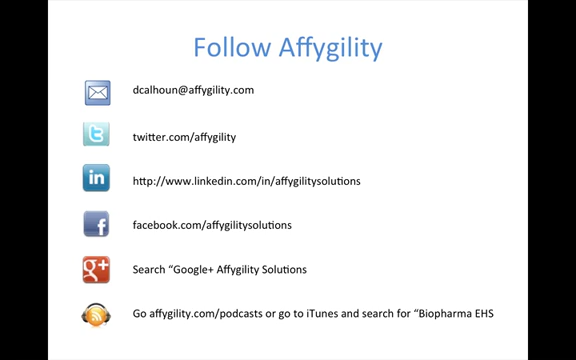 Follow Affygility
dcalhoun@affygility.com
twitter.com/affygility
http://www.linkedin.com/in/affygilitysolutions
facebook.com/affygilitysolutions
Search “Google+ Affygility Solutions
Go affygility.com/podcasts or go to iTunes and search for “Biopharma EHS